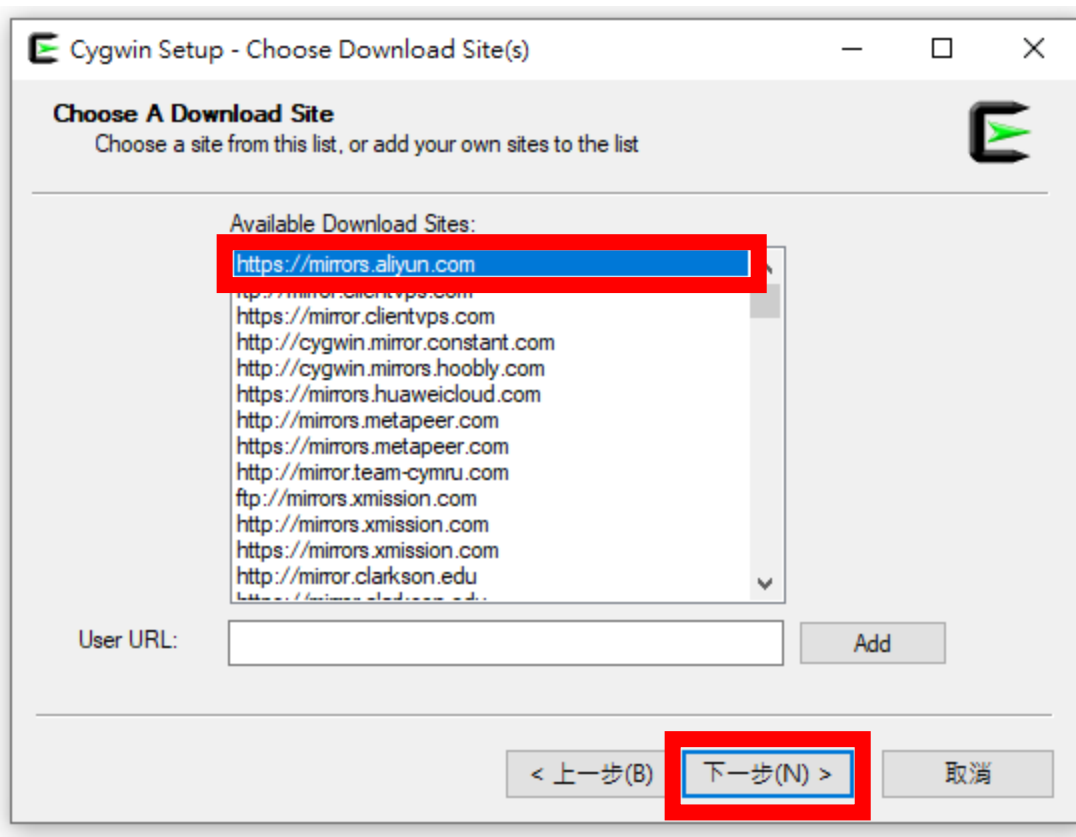 Cygwin Setup - Choose Download Site(s)
Choose A Download Site
Choose a site from this list, or add your own sites to the list
Available Download Sites:
https://mirrors.aliyun.com
ftp://mirror.clientvps.com
https://mirror.clientvps.com
http://cygwin.mirror.constant.com
http://cygwin.mirrors.hoobly.com
https://mirrors.huaweicloud.com
http://mirrors.metapeer.com
https://mirrors.metapeer.com
http://mirror.team-cymru.com
ftp://mirrors.xmission.com
http://mirrors.xmission.com
https://mirrors.xmission.com
http://mirror.clarkson.edu
User URL:
Add
< 上一步(B)
下一步(N) >
取消